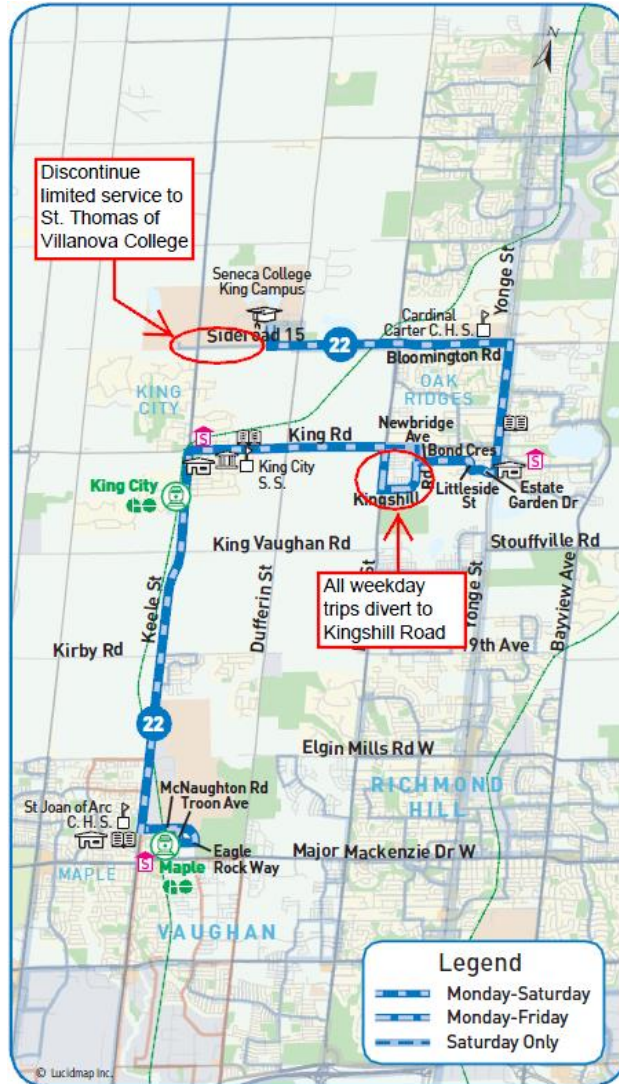 N
Discontinue
limited service to
St. Thomas of
Villanova College
Seneca College
King Campus
Sideroad 15
22
Cardinal
Carter C. H. S.
Bloomington Rd
Yonge St
KING
CITY
OAK
RIDGES
Newbridge
Ave
King Rd
Bond Cres
S
King City
S. S.
King City
Kingshill
Rd
Littleside
St
Estate
Garden Dr
S
King Vaughan Rd
Stouffville Rd
Keele St
Dufferin St
St
Yonge St
Bayview Ave
All weekday
trips divert to
Kingshill Road
Kirby Rd
19th Ave
22
Elgin Mills Rd W
RICHMOND
HILL
McNaughton Rd
Troon Ave
St Joan of Arc
C. H. S.
Eagle
Rock Way
Major Mackenzie Dr W
Maple
S
MAPLE
VAUGHAN
Legend
Monday-Saturday
Monday-Friday
Saturday Only
© Lucidmap Inc.